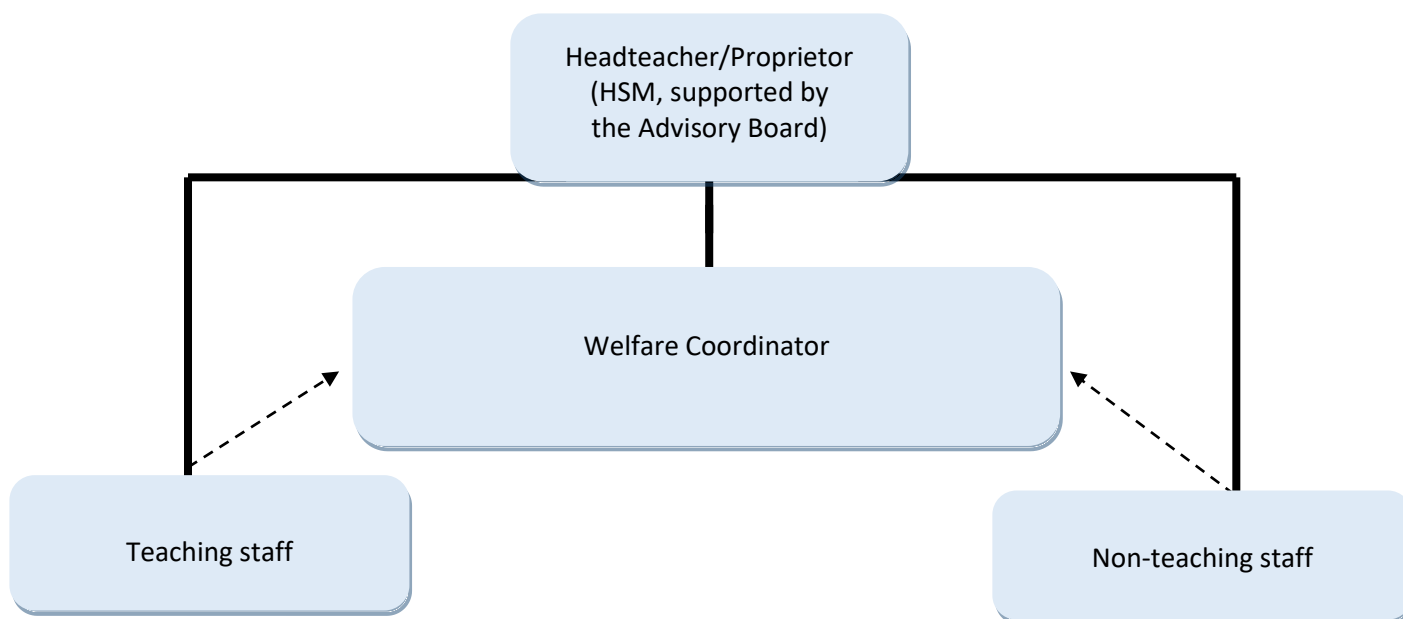 Headteacher/Proprietor
(HSM, supported by
the Advisory Board)
Welfare Coordinator
Teaching staff
Non-teaching staff